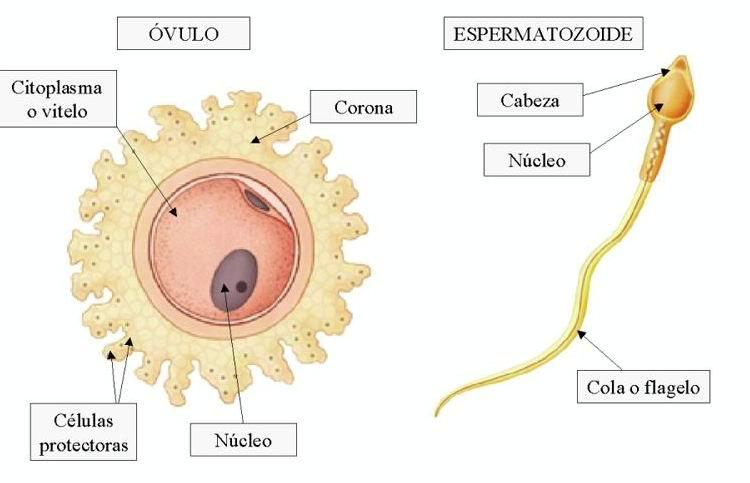 ÓVULO
ESPERMATOZOIDE
Citoplasma
o vitelo
Corona
Cabeza
Núcleo
Cola o flagelo
Células
protectoras
Núcleo